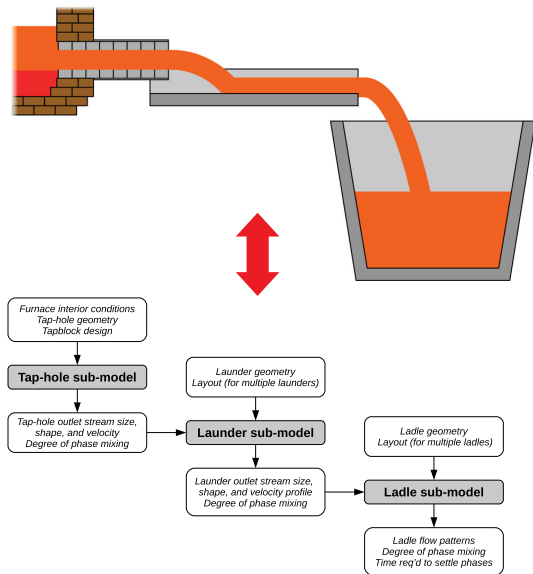 Furnace interior conditions
Tap-hole geometry
Tapblock design
Tap-hole sub-model
Tap-hole outlet stream size,
shape, and velocity
Degree of phase mixing
Launder geometry
Layout (for multiple launders)
Launder sub-model
Launder outlet stream size,
shape, and velocity profile
Degree of phase mixing
Ladle geometry
Layout (for multiple ladles)
Ladle sub-model
Ladle flow patterns
Degree of phase mixing
Time req'd to settle phases